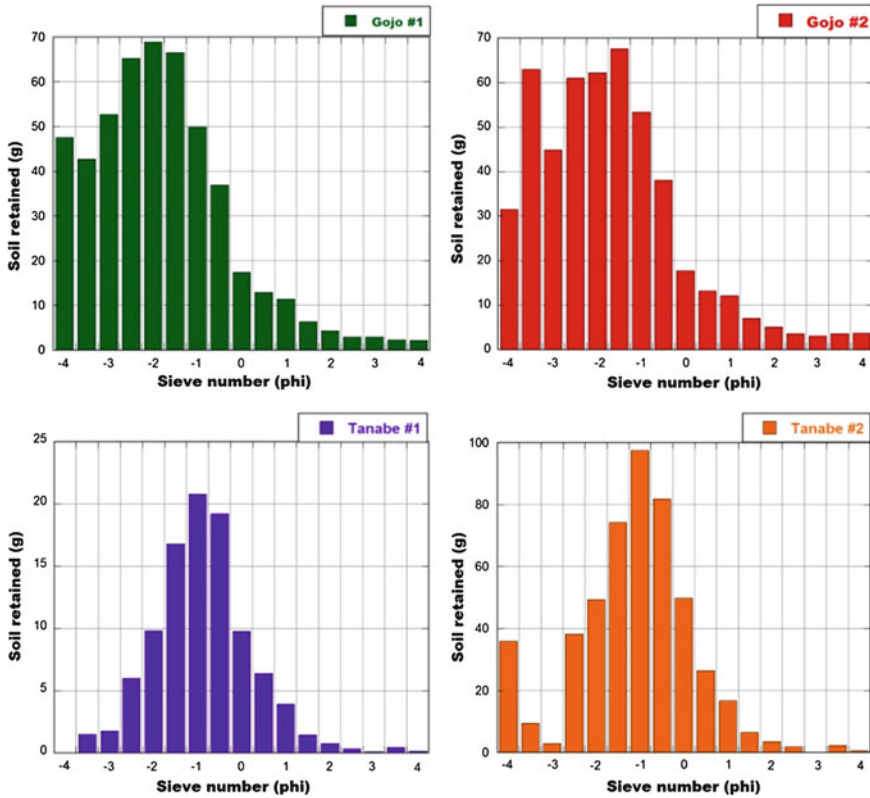 Gojo #1
70
60
50
40
30
20
10
0
Soil retained (g)
-4 -3 -2 -1 0 1 2 3 4
Sieve number (phi)
Gojo #2
70
60
50
40
30
20
10
0
Soil retained (g)
-4 -3 -2 -1 0 1 2 3 4
Sieve number (phi)
Tanabe #1
25
20
15
10
5
0
Soil retained (g)
-4 -3 -2 -1 0 1 2 3 4
Sieve number (phi)
Tanabe #2
100
80
60
40
20
0
Soil retained (g)
-4 -3 -2 -1 0 1 2 3 4
Sieve number (phi)